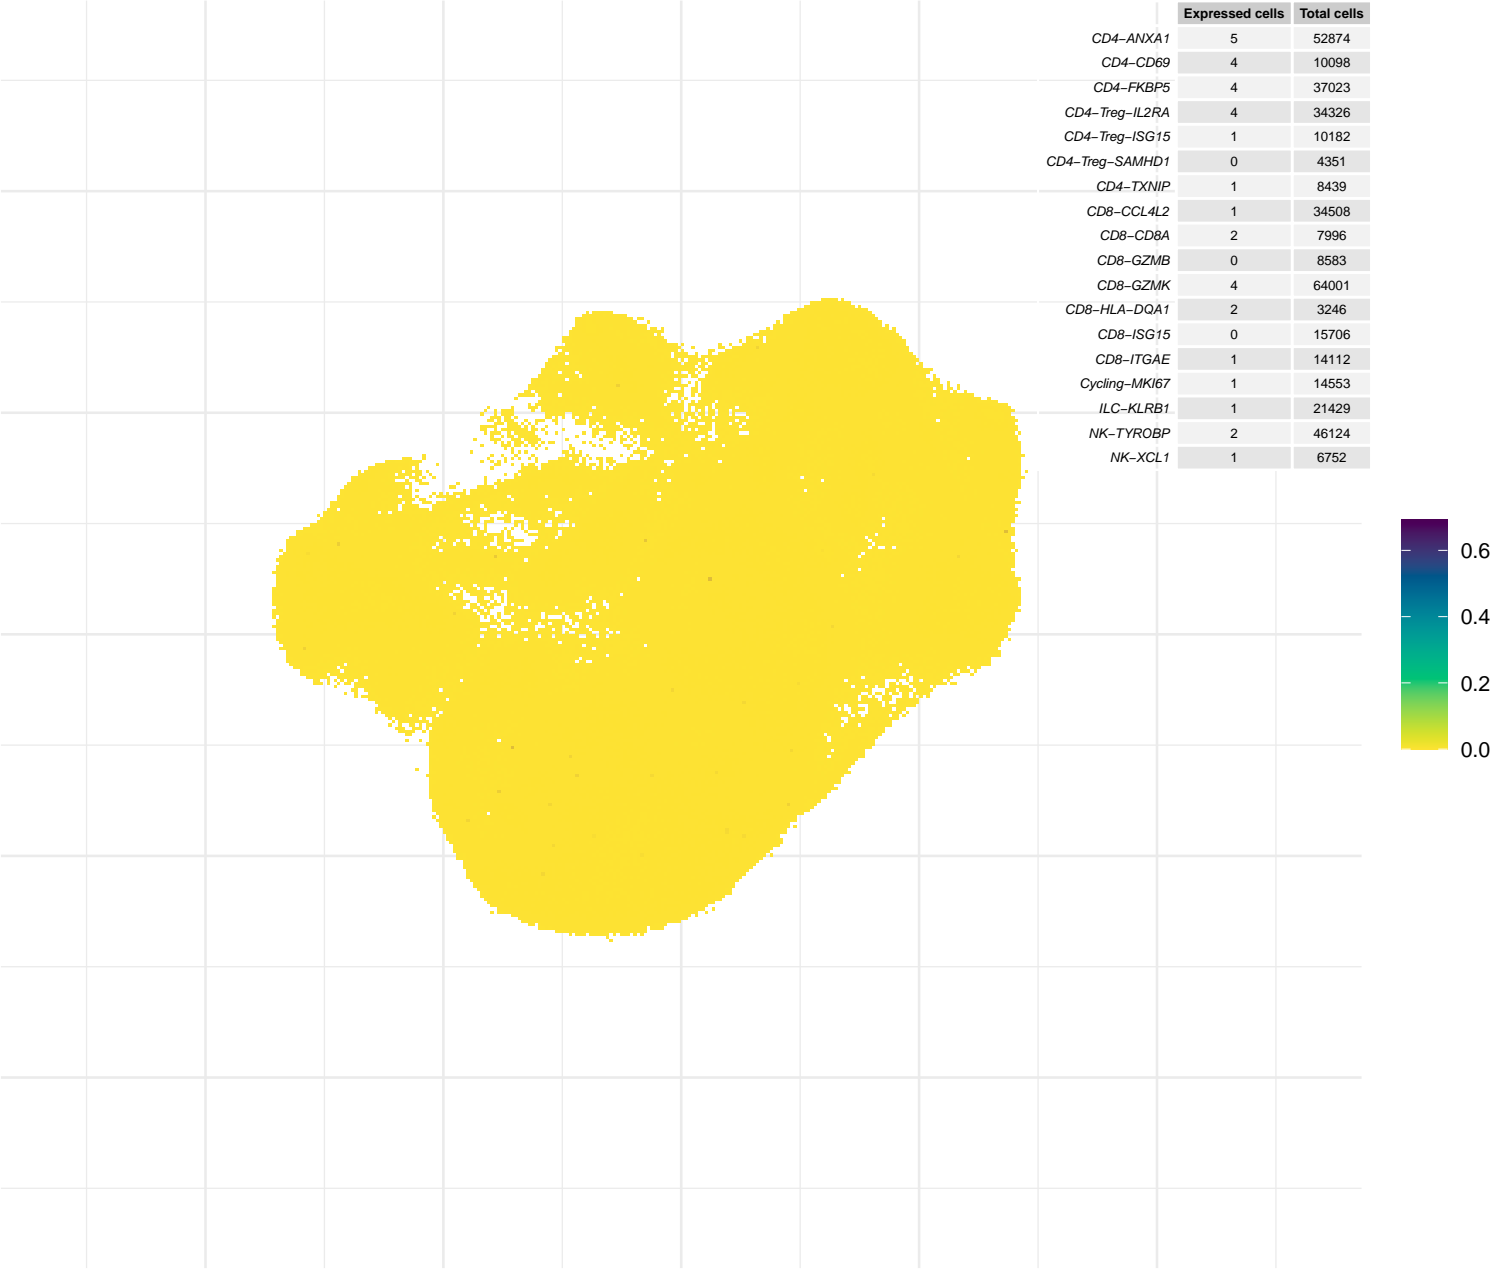 Expressed cells Total cells
CD4−ANXA1 5 52874
CD4−CD69 4 10098
CD4−FKBP5 4 37023
CD4−Treg−IL2RA 4 34326
CD4−Treg−ISG15 1 10182
CD4−Treg−SAMHD1 0 4351
CD4−TXNIP 1 8439
CD8−CCL4L2 1 34508
CD8−CD8A 2 7996
CD8−GZMB 0 8583
CD8−GZMK 4 64001
CD8−HLA−DQA1 2 3246
CD8−ISG15 0 15706
CD8−ITGAE 1 14112
Cycling−MKI67 1 14553
ILC−KLRB1 1 21429
NK−TYROBP 2 46124
NK−XCL1 1 6752
0.6
0.4
0.2
0.0